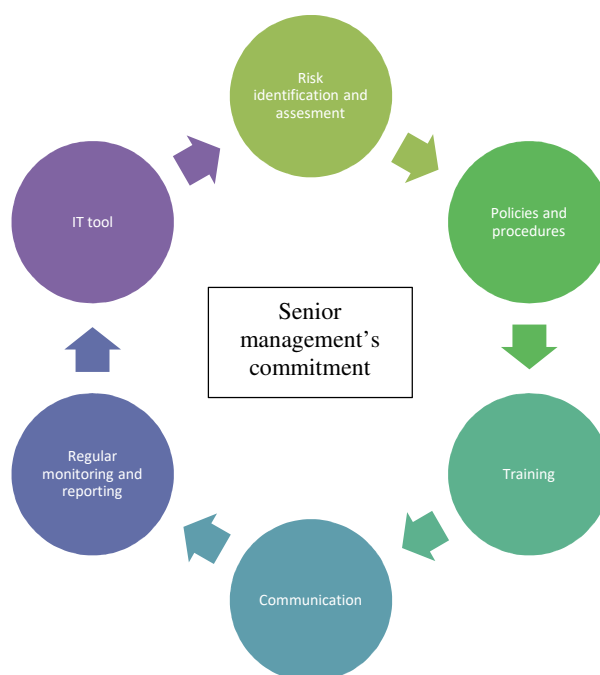 Risk
identification and
assesment
Policies and
procedures
Training
Communication
Regular
monitoring and
reporting
IT tool
Senior
management’s
commitment